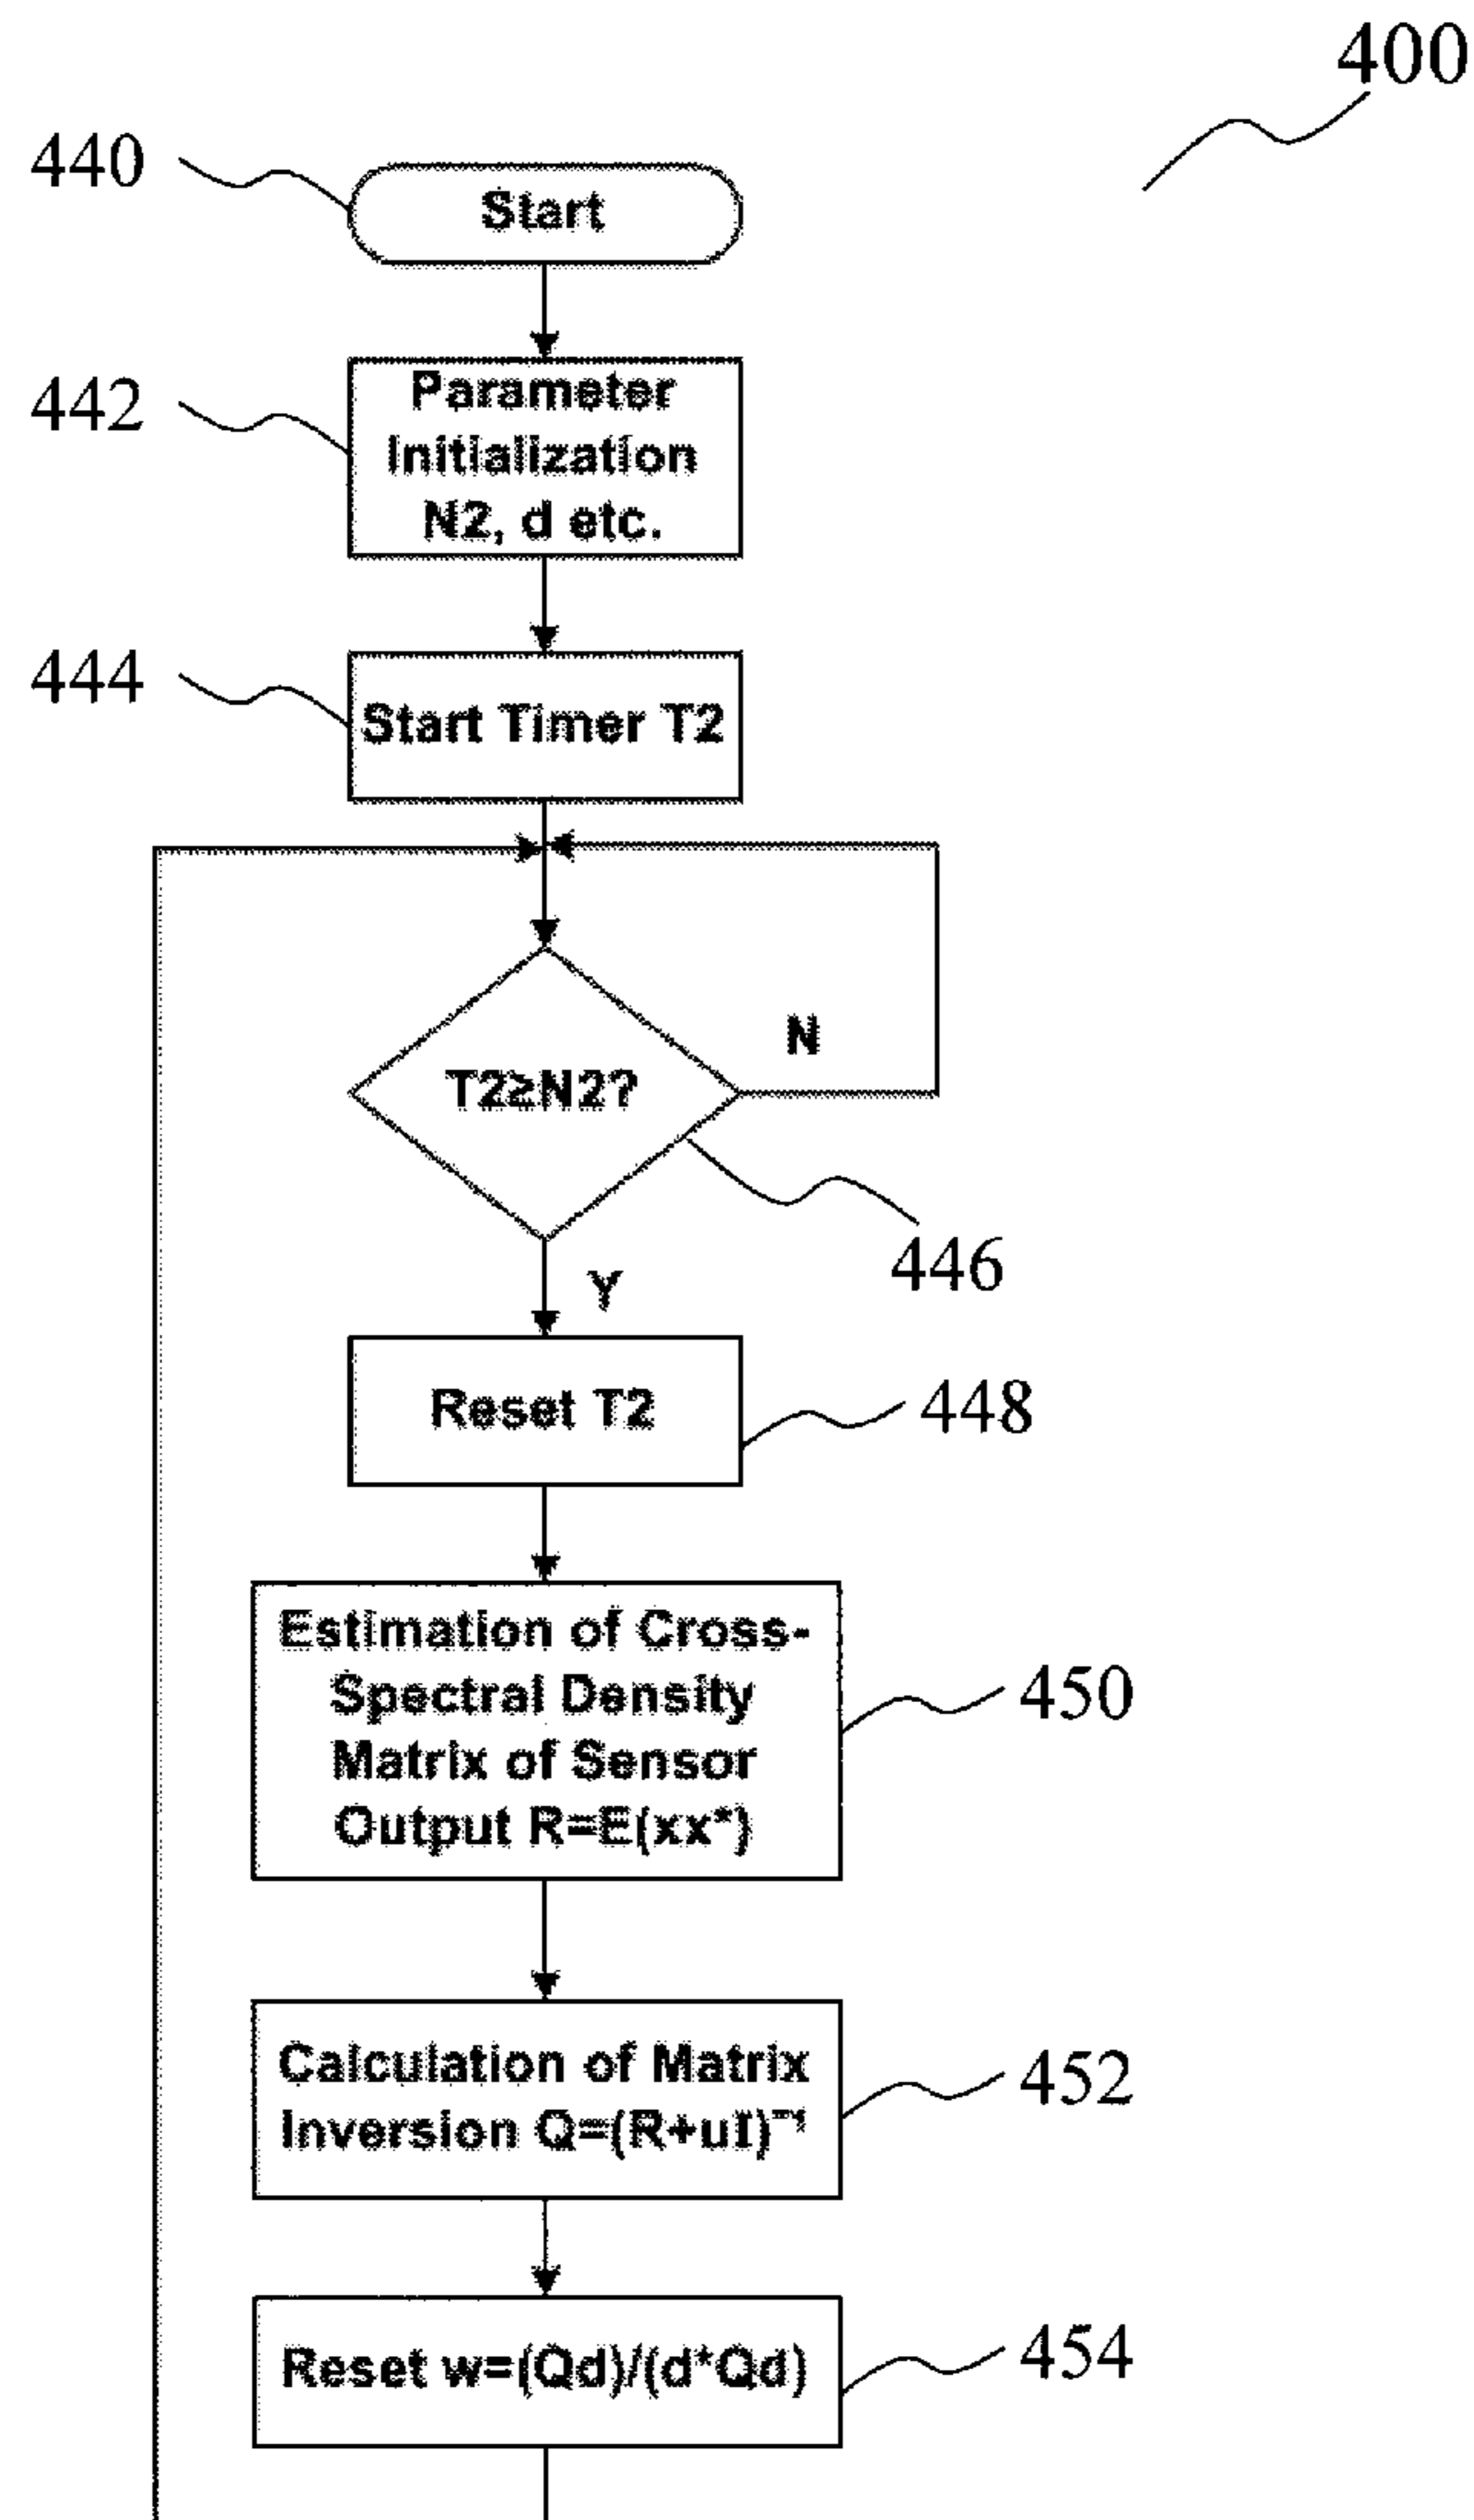 400
440
Start
442
Parameter
Initialization
N2, d etc.
444
Start Timer T2
N
T2≥N2?
446
Y
Reset T2
448
Estimation of Cross-
Spectral Density
Matrix of Sensor
Output R=E(xx*)
450
Calculation of Matrix
Inversion Q=(R+uI)⁻¹
452
Reset w=(Qd)/(d*Qd)
454